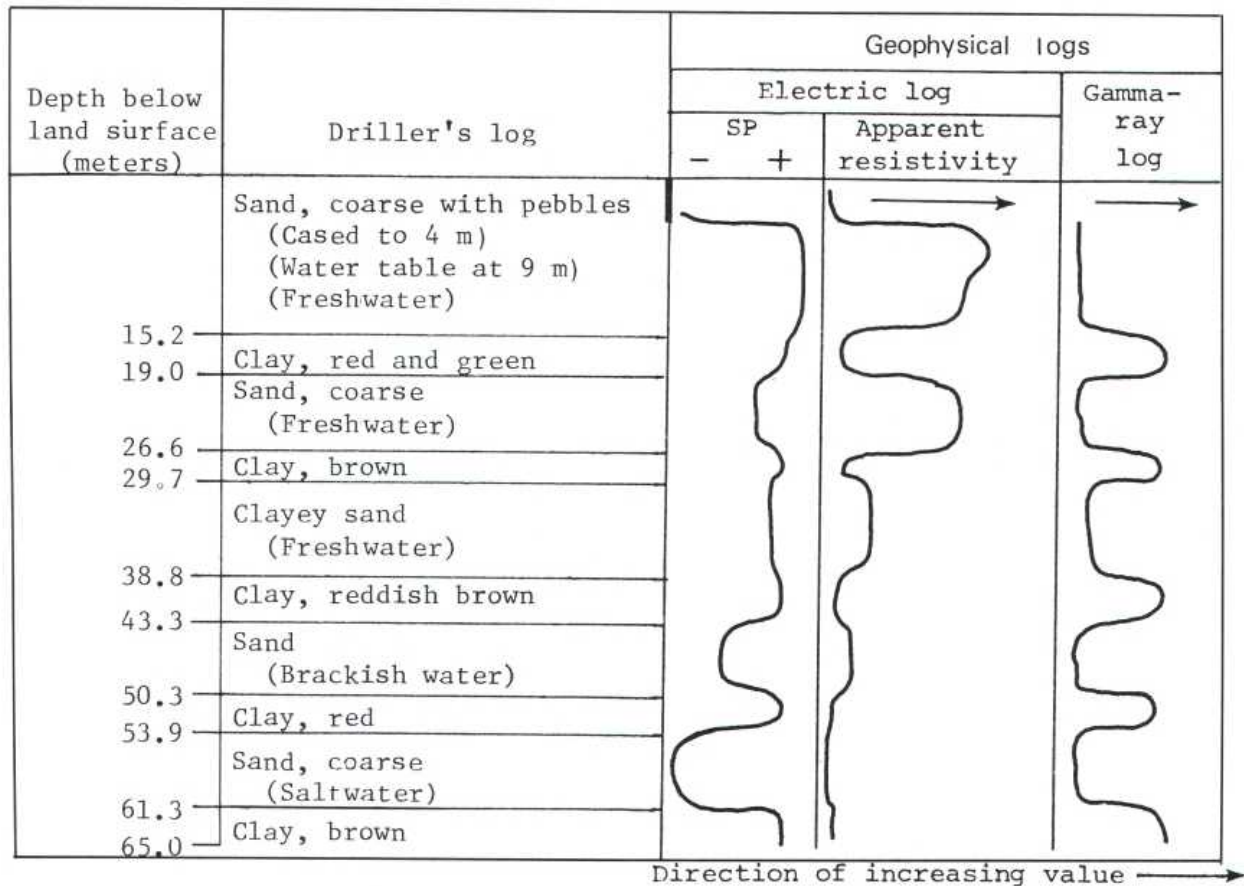 Geophysical logs
Depth below
land surface
(meters)
Driller's log
Electric log
Gamma-
ray
log
SP
- +
Apparent
resistivity
Sand, coarse with pebbles
(Cased to 4 m)
(Water table at 9 m)
(Freshwater)
15.2
Clay, red and green
19.0
Sand, coarse
(Freshwater)
26.6
Clay, brown
29.7
Clayey sand
(Freshwater)
38.8
Clay, reddish brown
43.3
Sand
(Brackish water)
50.3
Clay, red
53.9
Sand, coarse
(Saltwater)
61.3
Clay, brown
65.0
Direction of increasing value